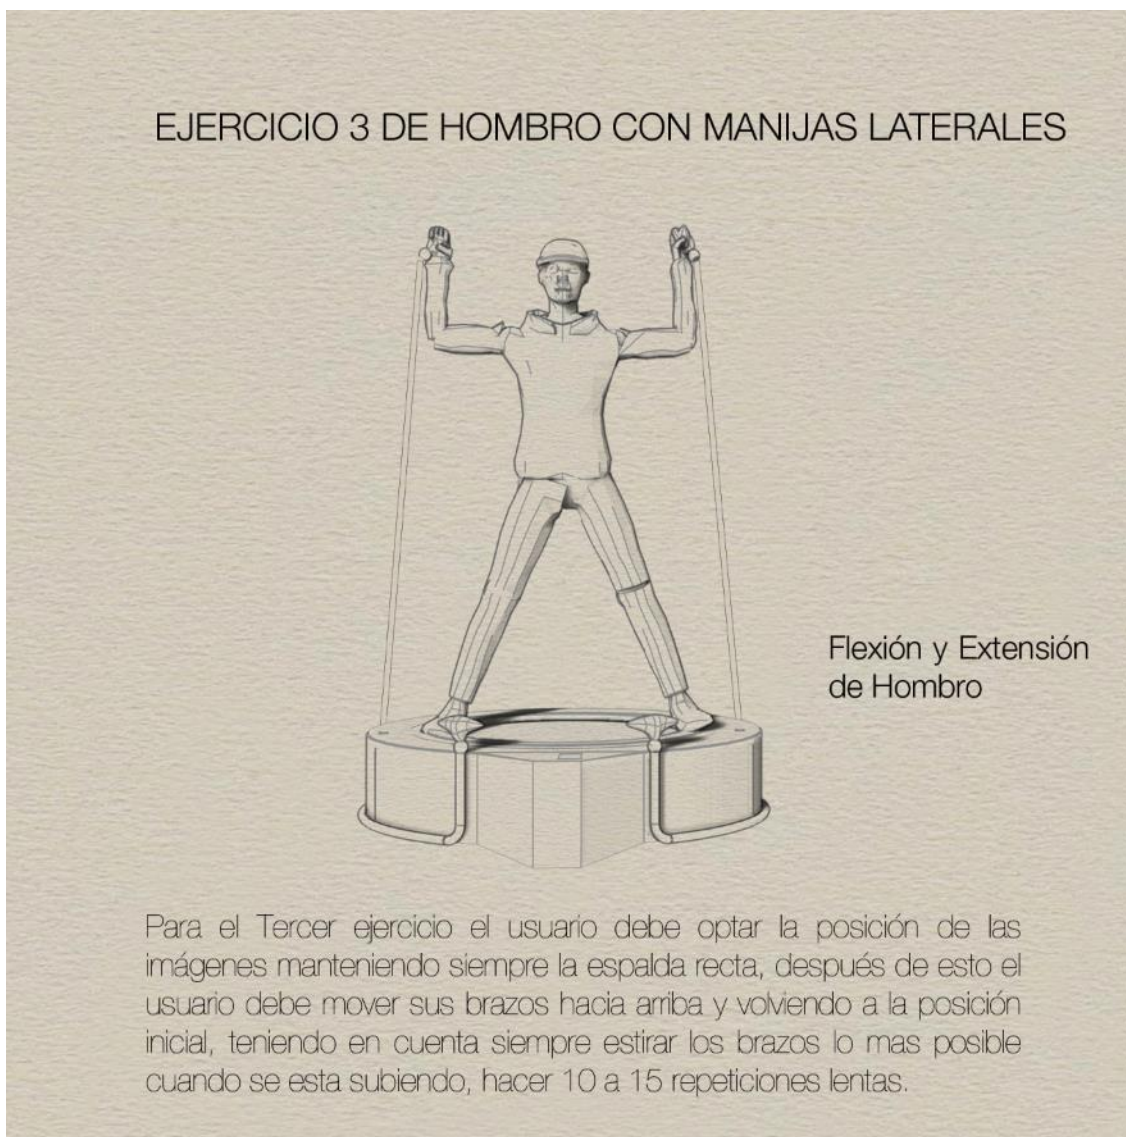 EJERCICIO 3 DE HOMBRO CON MANIJAS LATERALES
Flexión y Extensión
de Hombro
Para el Tercer ejercicio el usuario debe optar la posición de las
imágenes manteniendo siempre la espalda recta, después de esto el
usuario debe mover sus brazos hacia arriba y volviendo a la posición
inicial, teniendo en cuenta siempre estirar los brazos lo mas posible
cuando se esta subiendo, hacer 10 a 15 repeticiones lentas.